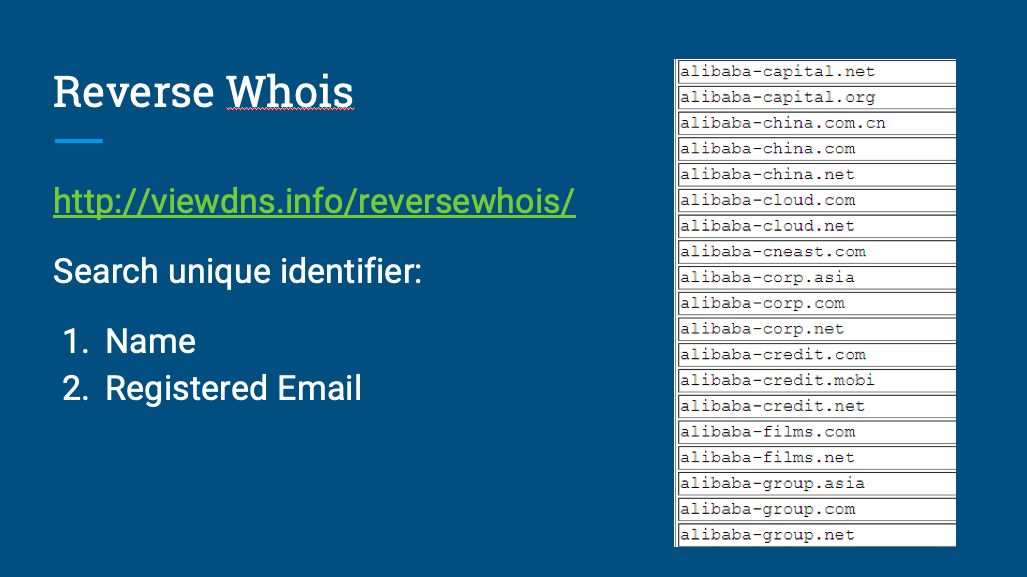 Reverse Whois
http://viewdns.info/reversewhois/
Search unique identifier:
1. Name
2. Registered Email
alibaba-capital.net
alibaba-capital.org
alibaba-china.com.cn
alibaba-china.com
alibaba-china.net
alibaba-cloud.com
alibaba-cloud.net
alibaba-cneast.com
alibaba-corp.asia
alibaba-corp.com
alibaba-corp.net
alibaba-credit.com
alibaba-credit.mobi
alibaba-credit.net
alibaba-films.com
alibaba-films.net
alibaba-group.asia
alibaba-group.com
alibaba-group.net